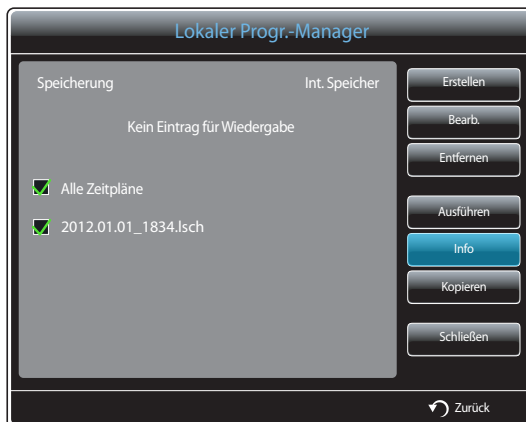 Lokaler Progr.-Manager
Speicherung Int. Speicher
Kein Eintrag für Wiedergabe
Alle Zeitpläne
2012.01.01_1834.lsch
Erstellen
Bearb.
Entfernen
Ausführen
Info
Kopieren
Schließen
Zurück